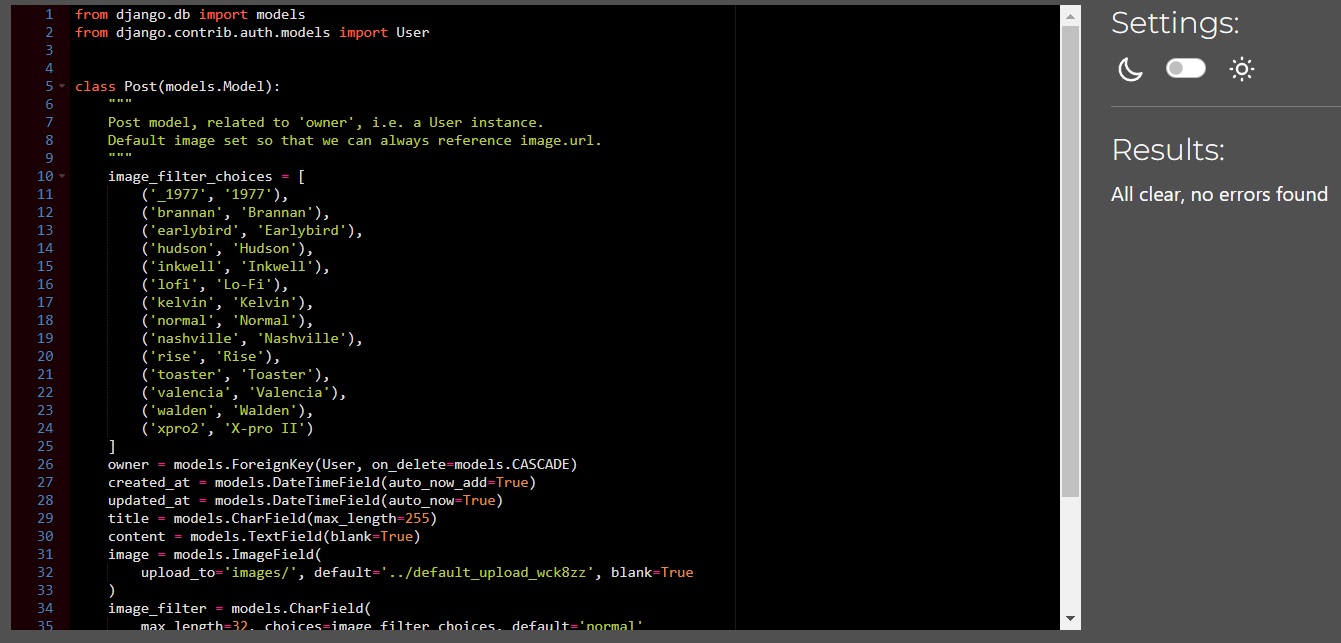 1 from django.db import models
2 from django.contrib.auth.models import User
3
4
5 class Post(models.Model):
6     """
7     Post model, related to 'owner', i.e. a User instance.
8     Default image set so that we can always reference image.url.
9     """
10     image_filter_choices = [
11         ('_1977', '1977'),
12         ('brannan', 'Brannan'),
13         ('earlybird', 'Earlybird'),
14         ('hudson', 'Hudson'),
15         ('inkwell', 'Inkwell'),
16         ('lofi', 'Lo-Fi'),
17         ('kelvin', 'Kelvin'),
18         ('normal', 'Normal'),
19         ('nashville', 'Nashville'),
20         ('rise', 'Rise'),
21         ('toaster', 'Toaster'),
22         ('valencia', 'Valencia'),
23         ('walden', 'Walden'),
24         ('xpro2', 'X-pro II')
25     ]
26     owner = models.ForeignKey(User, on_delete=models.CASCADE)
27     created_at = models.DateTimeField(auto_now_add=True)
28     updated_at = models.DateTimeField(auto_now=True)
29     title = models.CharField(max_length=255)
30     content = models.TextField(blank=True)
31     image = models.ImageField(
32         upload_to='images/', default='../default_upload_wck8zz', blank=True
33     )
34     image_filter = models.CharField(
35         max_length=32, choices=image_filter_choices, default='normal'
Settings:
Results:
All clear, no errors found